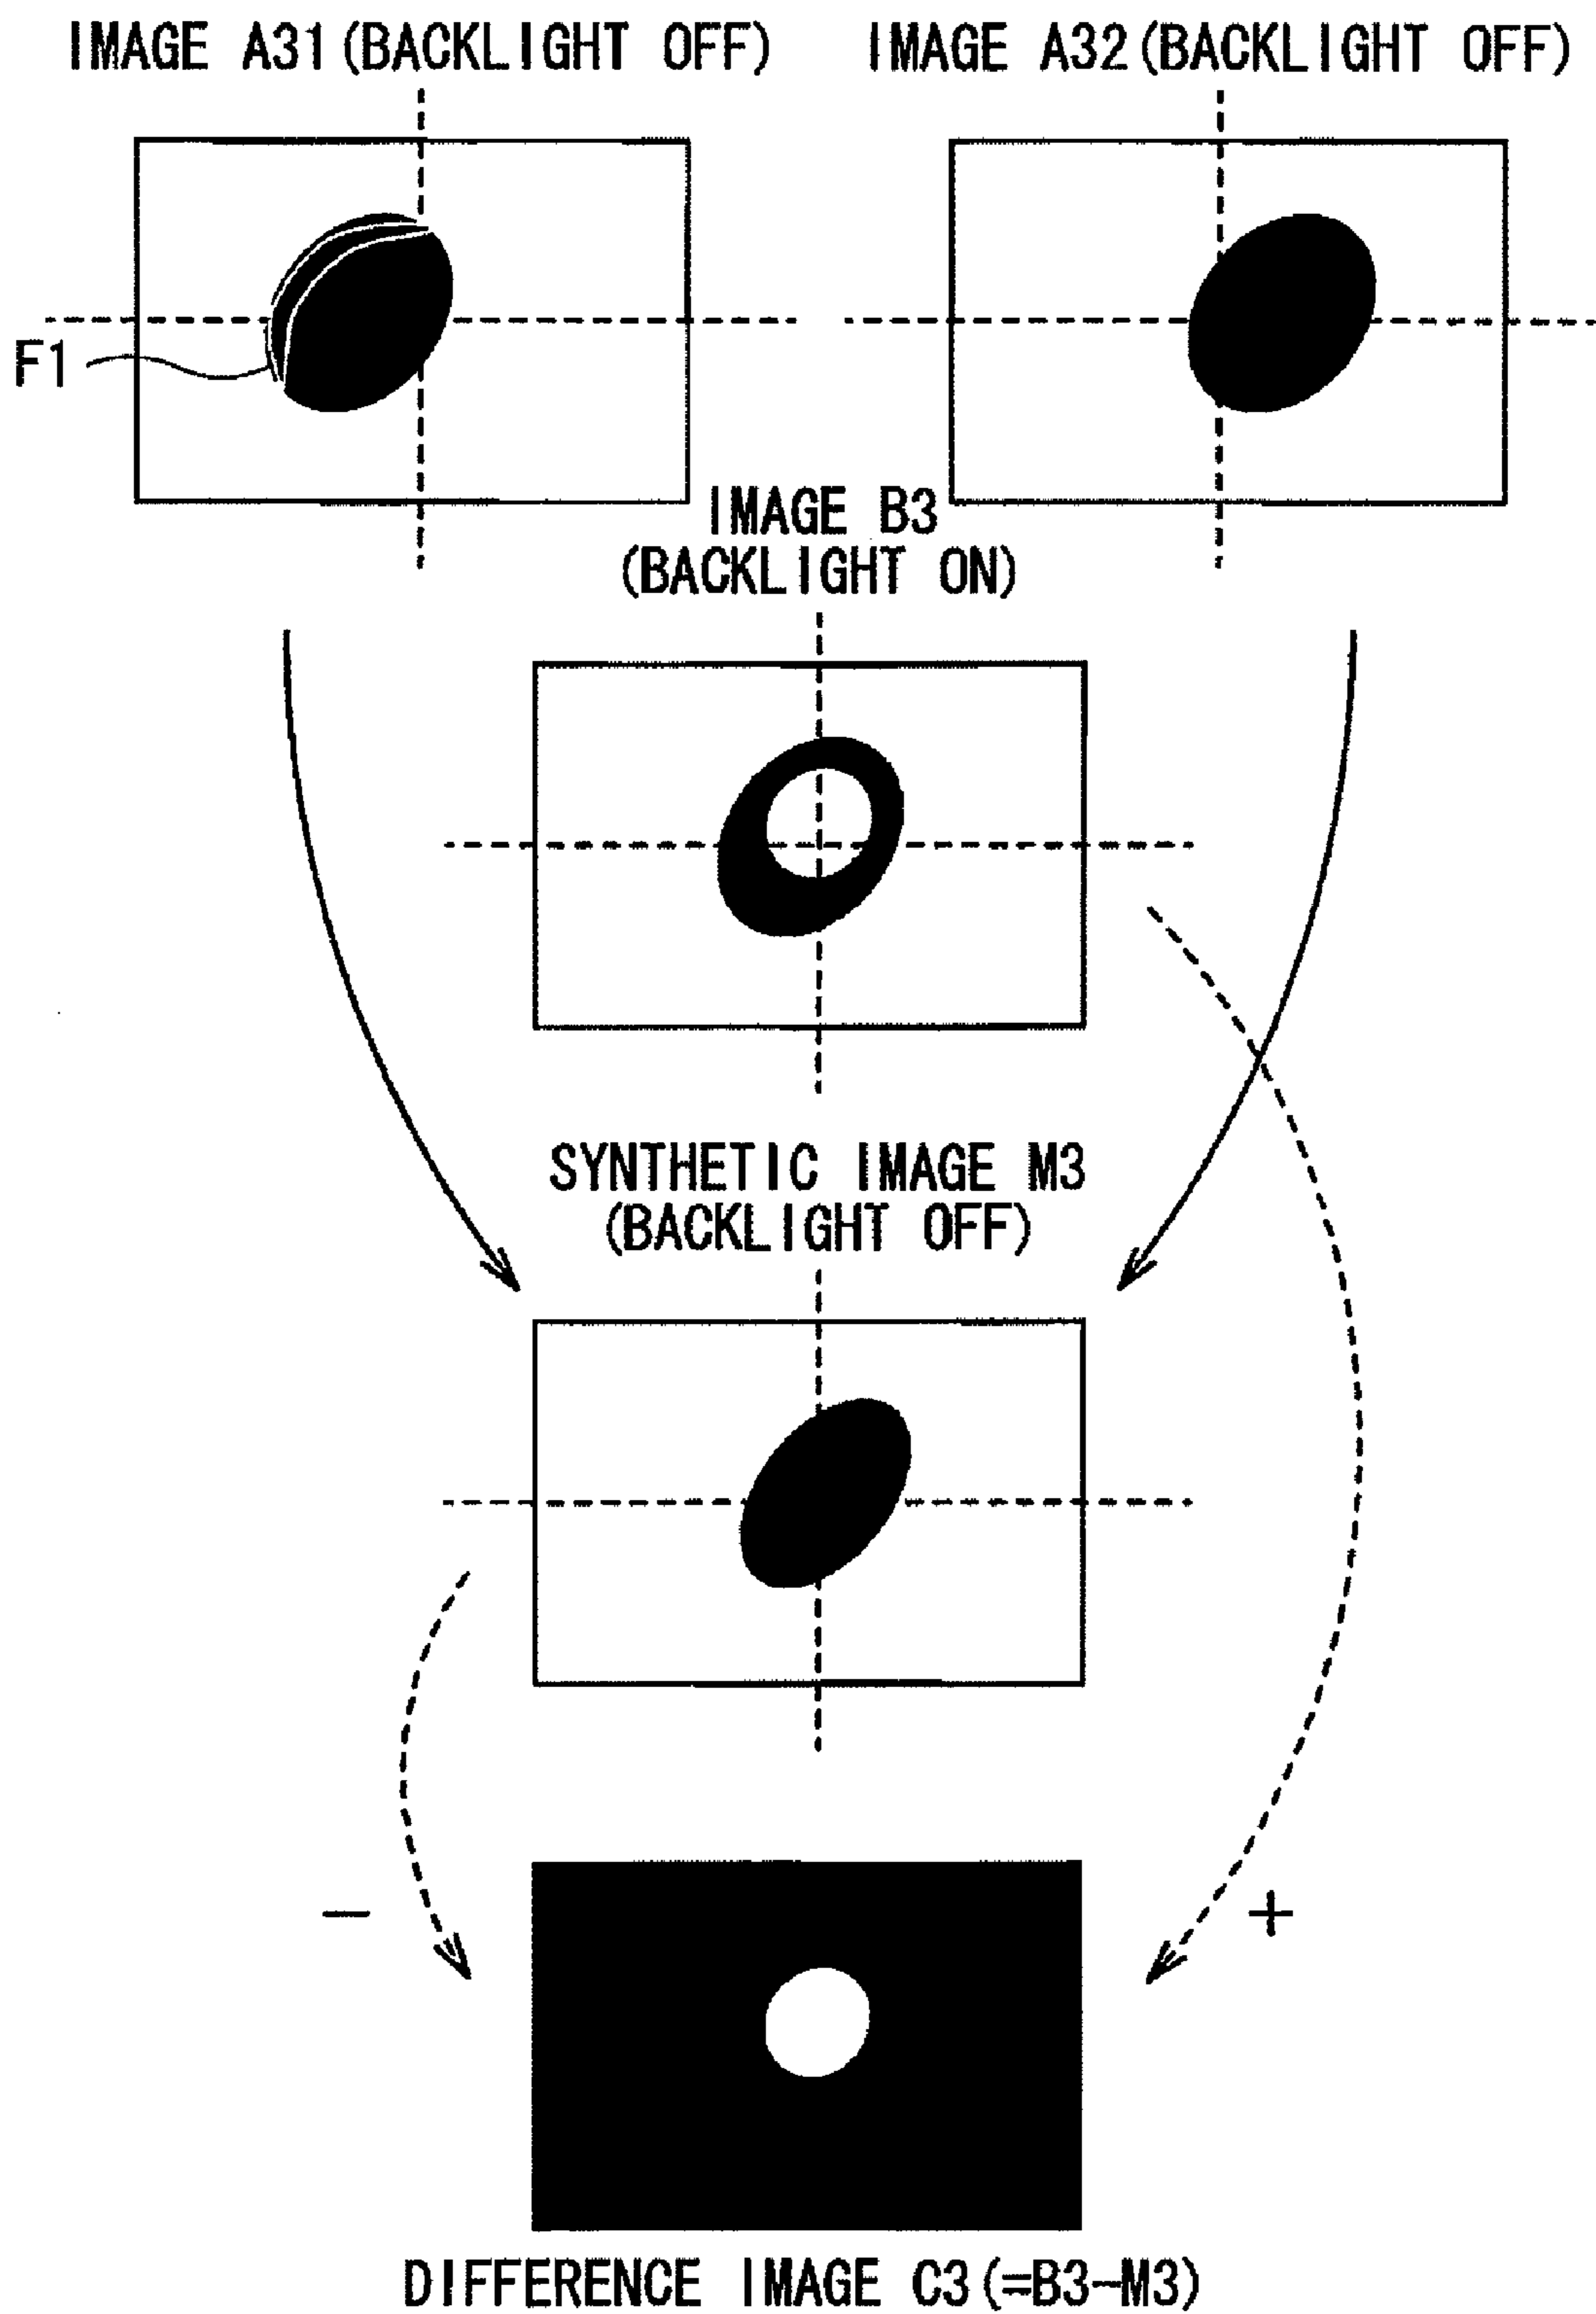 IMAGE A31(BACKLIGHT OFF)
IMAGE A32(BACKLIGHT OFF)
F1
IMAGE B3
(BACKLIGHT ON)
SYNTHETIC IMAGE M3
(BACKLIGHT OFF)
−
+
DIFFERENCE IMAGE C3(=B3−M3)